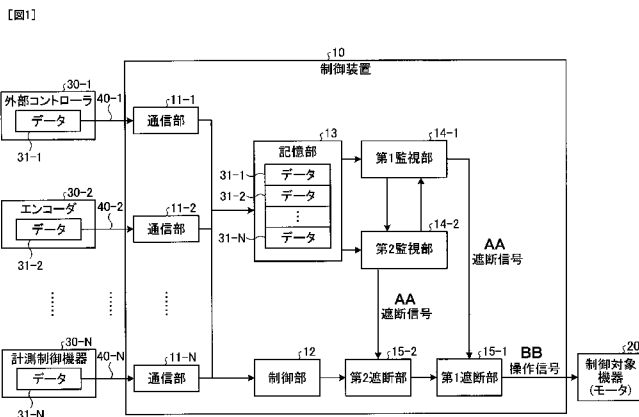 [図1]
10
制御装置
30-1
外部コントローラ
データ
31-1
40-1
11-1
通信部
30-2
エンコーダ
データ
31-2
40-2
11-2
通信部
30-N
計測制御機器
データ
31-N
40-N
11-N
通信部
13
記憶部
31-1
データ
31-2
データ
31-N
データ
14-1
第1監視部
14-2
第2監視部
AA
遮断信号
AA
遮断信号
12
制御部
15-2
第2遮断部
15-1
第1遮断部
BB
操作信号
20
制御対象
機器
(モータ)